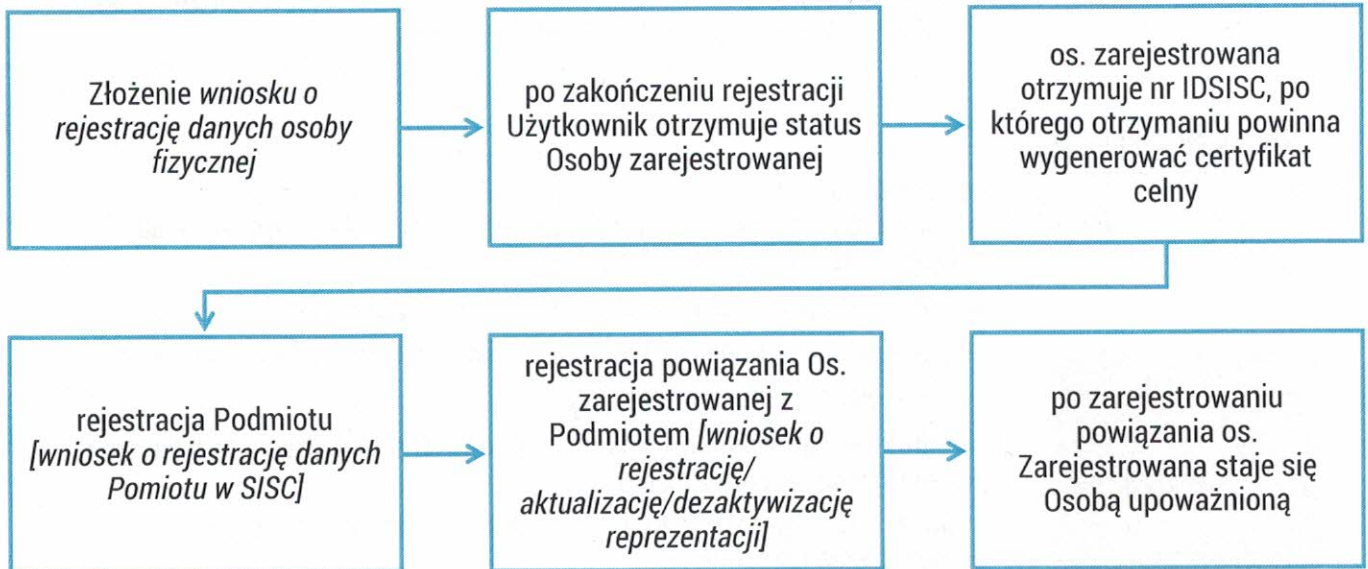 Złożenie wniosku o
rejestrację danych osoby
fizycznej
po zakończeniu rejestracji
Użytkownik otrzymuje status
Osoby zarejestrowanej
os. zarejestrowana
otrzymuje nr IDSISC, po
którego otrzymaniu powinna
wygenerować certyfikat
celny
rejestracja Podmiotu
[wniosek o rejestrację danych
Pomiotu w SISC]
rejestracja powiązania Os.
zarejestrowanej z
Podmiotem [wniosek o
rejestrację/
aktualizację/dezaktywizację
reprezentacji]
po zarejestrowaniu
powiązania os.
Zarejestrowana staje się
Osobą upoważnioną